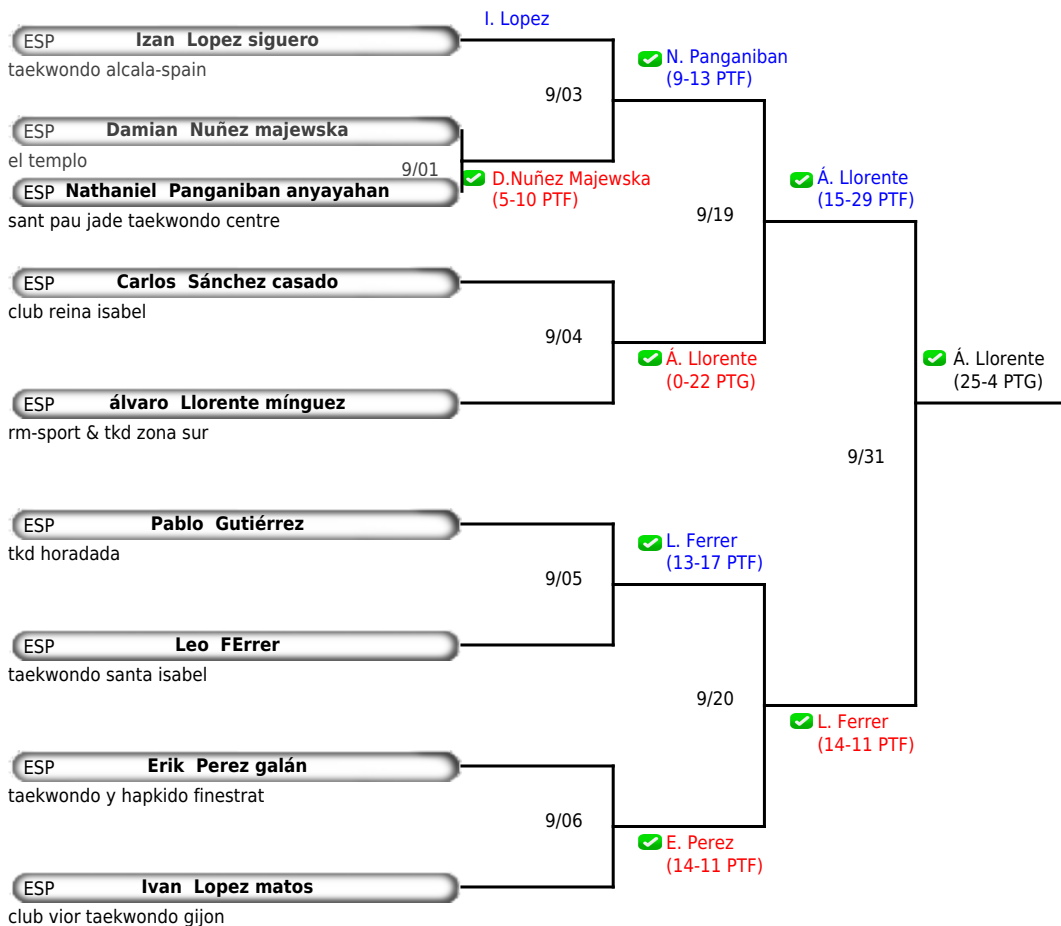 I. Lopez
ESP Izan Lopez siguero
taekwondo alcala-spain
N. Panganiban
(9-13 PTF)
9/03
ESP Damian Nuñez majewska
el templo
9/01
ESP Nathaniel Panganiban anyayahan
sant pau jade taekwondo centre
D.Nuñez Majewska
(5-10 PTF)
Á. Llorente
(15-29 PTF)
9/19
ESP Carlos Sánchez casado
club reina isabel
9/04
Á. Llorente
(0-22 PTG)
Á. Llorente
(25-4 PTG)
ESP álvaro Llorente mínguez
rm-sport & tkd zona sur
9/31
ESP Pablo Gutiérrez
tkd horadada
L. Ferrer
(13-17 PTF)
9/05
ESP Leo FErrer
taekwondo santa isabel
9/20
L. Ferrer
(14-11 PTF)
ESP Erik Perez galán
taekwondo y hapkido finestrat
9/06
E. Perez
(14-11 PTF)
ESP Ivan Lopez matos
club vior taekwondo gijon